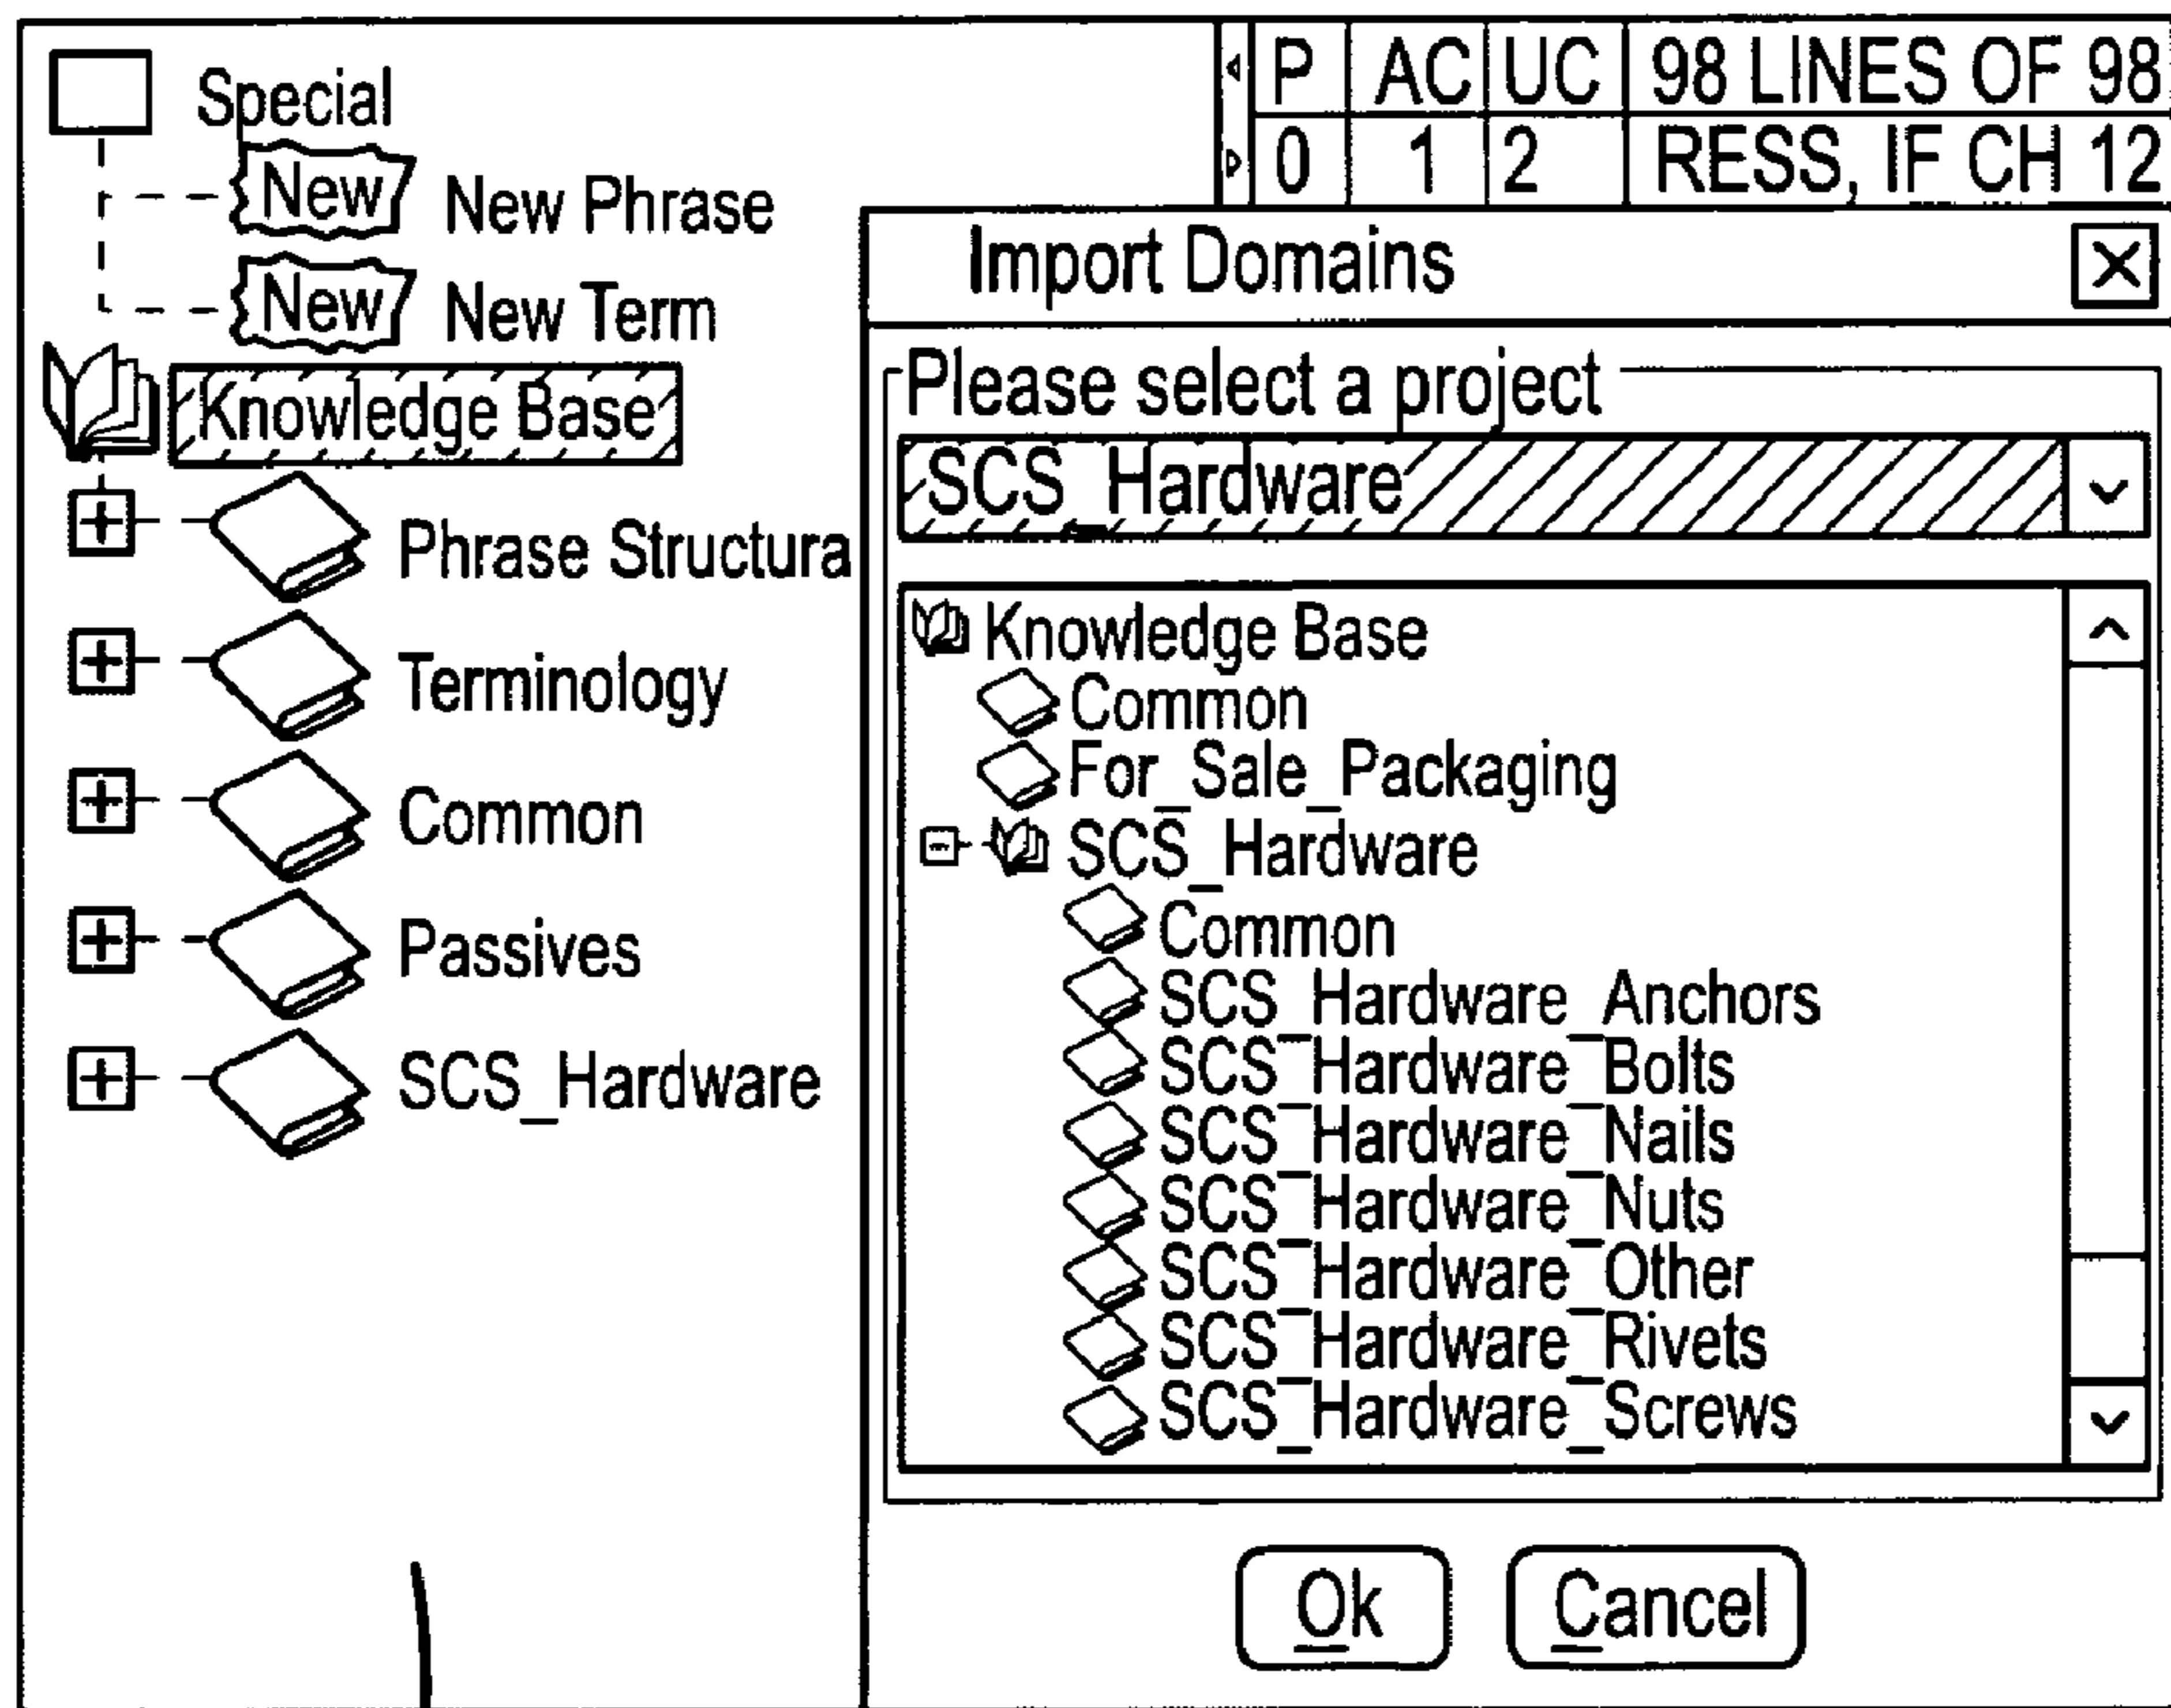 Special
New New Phrase
New New Term
Knowledge Base
Phrase Structura
Terminology
Common
Passives
SCS_Hardware
P AC UC 98 LINES OF 98
0 1 2 RESS, IF CH 12
Import Domains
Please select a project
SCS_Hardware
Knowledge Base
Common
For_Sale_Packaging
SCS_Hardware
Common
SCS_Hardware_Anchors
SCS_Hardware_Bolts
SCS_Hardware_Nails
SCS_Hardware_Nuts
SCS_Hardware_Other
SCS_Hardware_Rivets
SCS_Hardware_Screws
Ok Cancel